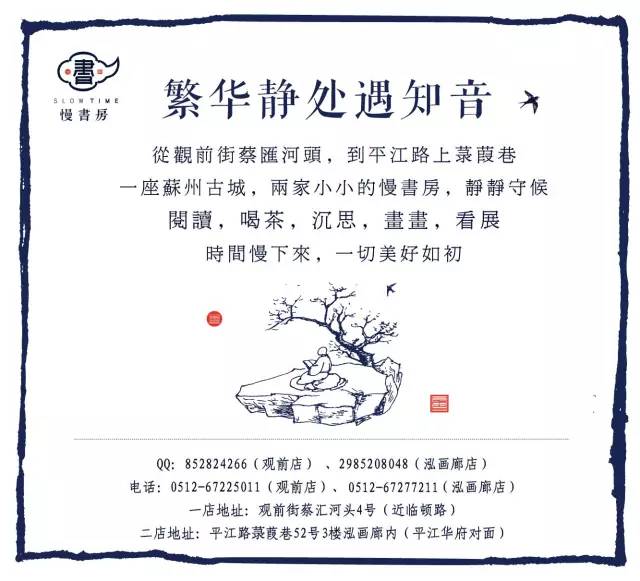 書
SLOW TIME
慢書房
繁华静处遇知音
從觀前街蔡匯河頭，到平江路上菉葭巷
一座蘇州古城，兩家小小的慢書房，靜靜守候
閱讀，喝茶，沉思，畫畫，看展
時間慢下來，一切美好如初
QQ：852824266（观前店）、2985208048（泓画廊店）
电话：0512-67225011（观前店）、0512-67277211（泓画廊店）
一店地址：观前街蔡汇河头4号（近临顿路）
二店地址：平江路菉葭巷52号3楼泓画廊内（平江华府对面）